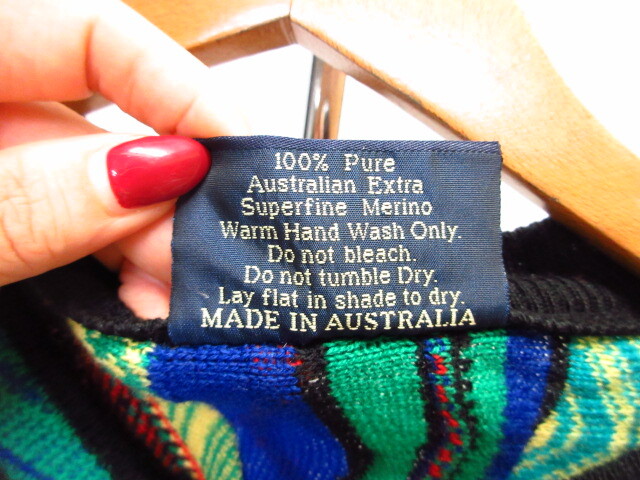 100% Pure
Australian Extra
Superfine Merino
Warm Hand Wash Only.
Do not bleach.
Do not tumble Dry.
Lay flat in shade to dry.
MADE IN AUSTRALIA